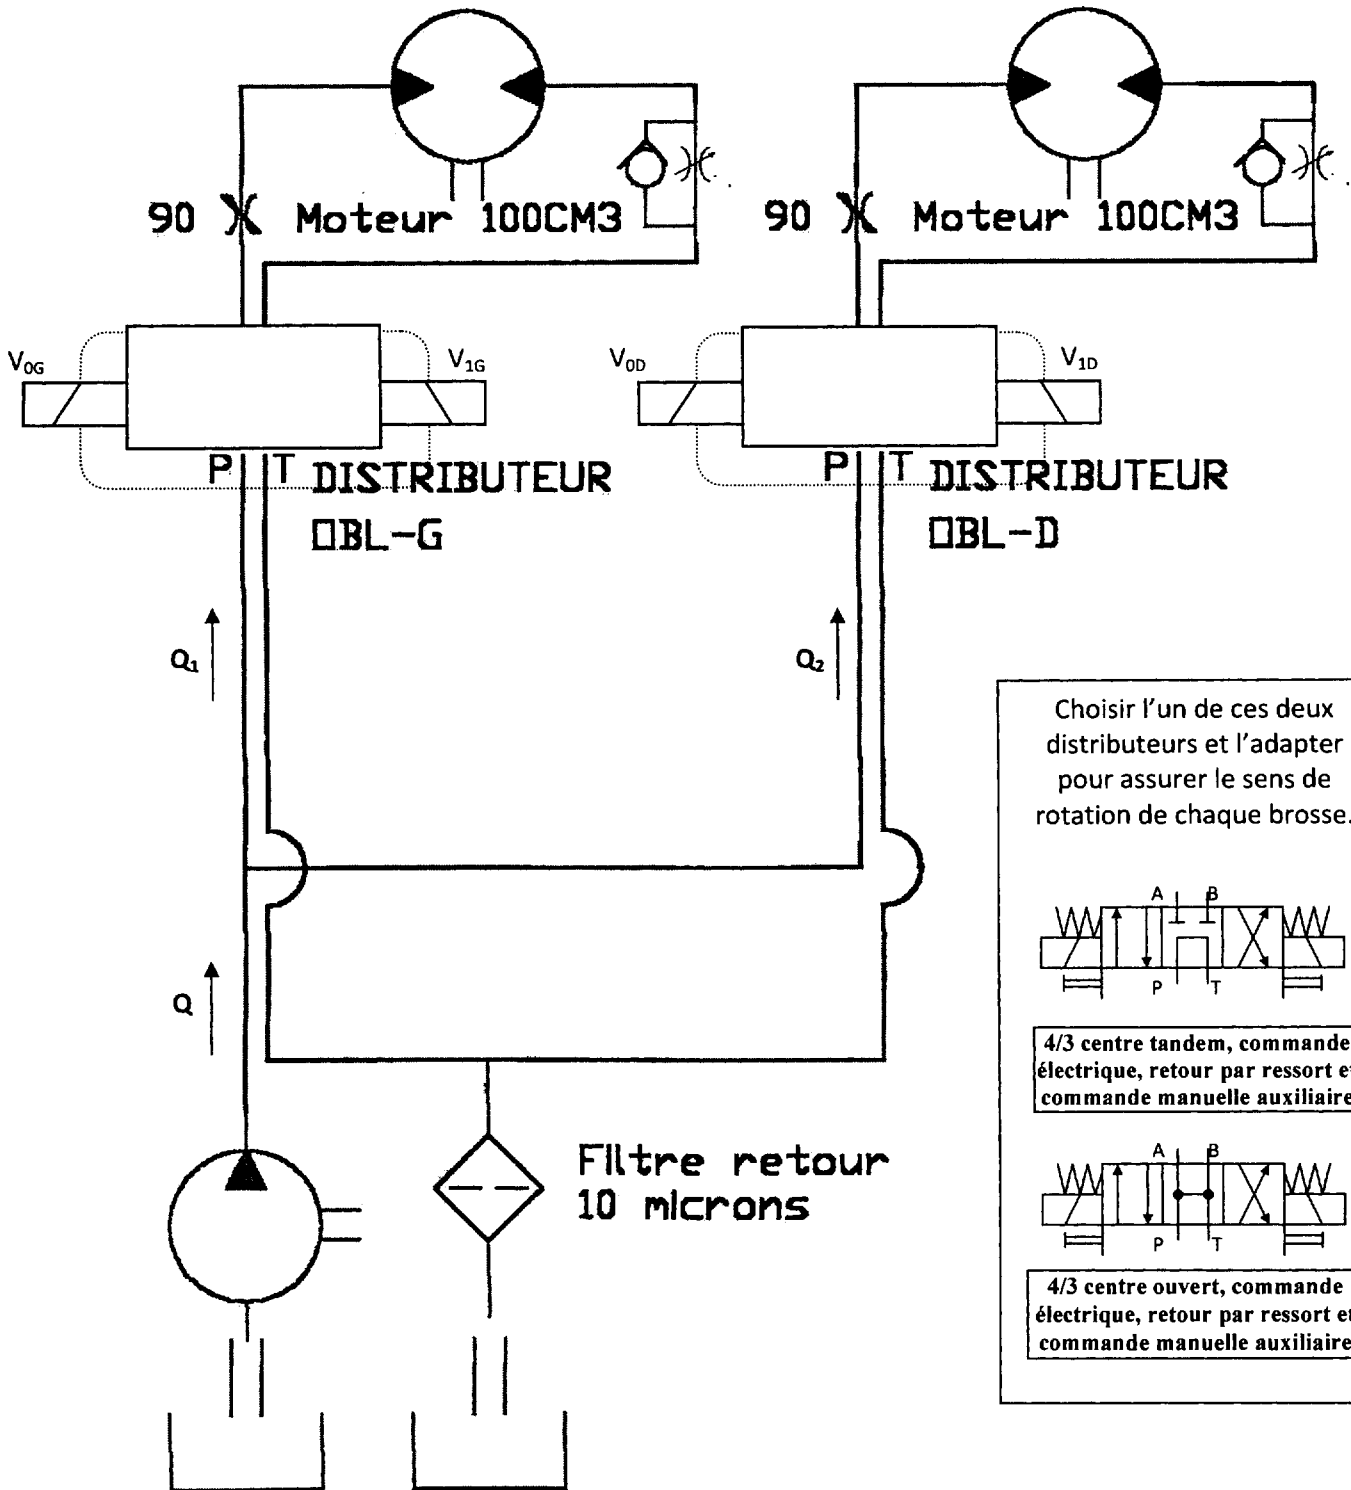 90
Moteur 100CM3
90
Moteur 100CM3
V0G
V1G
V0D
V1D
P T
DISTRIBUTEUR
OBL-G
P T
DISTRIBUTEUR
OBL-D
Q1
Q2
Q
Choisir l'un de ces deux
distributeurs et l'adapter
pour assurer le sens de
rotation de chaque brosse.
A B
P T
4/3 centre tandem, commande
électrique, retour par ressort et
commande manuelle auxiliaire
A B
P T
4/3 centre ouvert, commande
électrique, retour par ressort et
commande manuelle auxiliaire
Filtre retour
10 microns